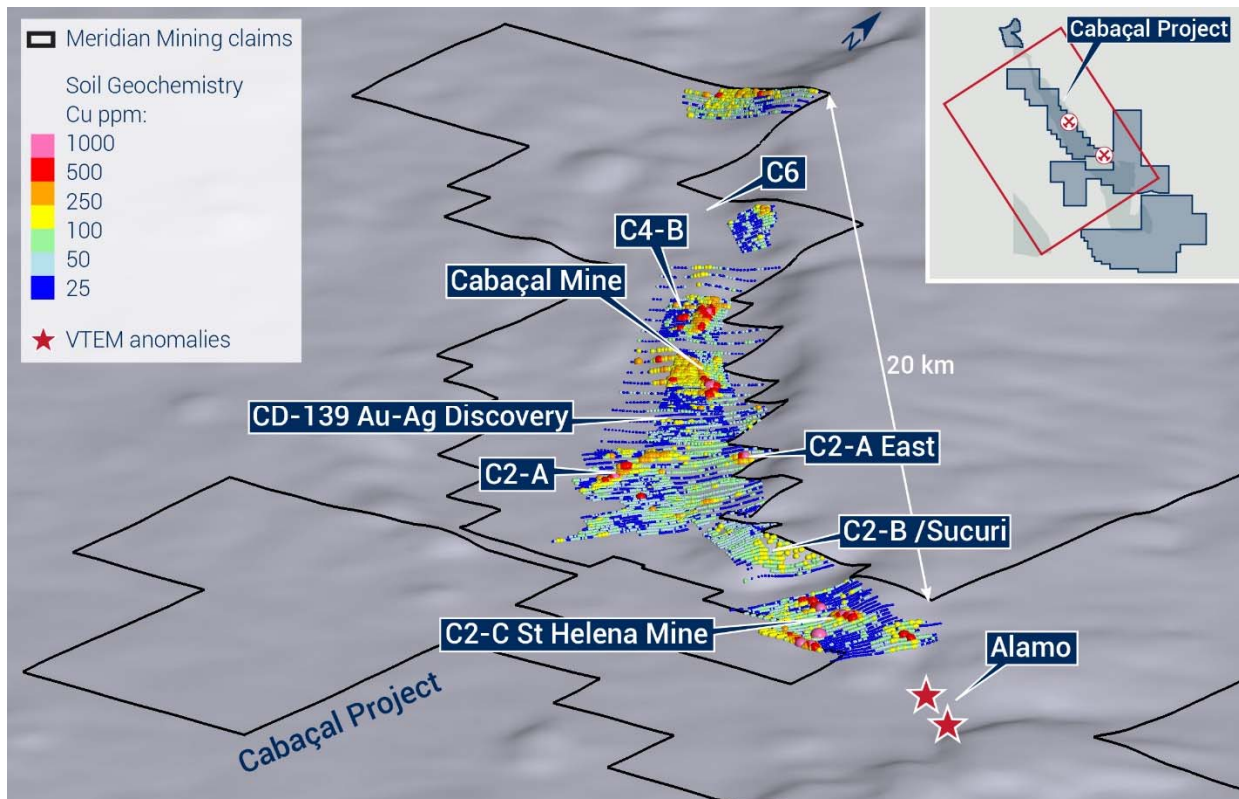 Meridian Mining claims
Soil Geochemistry
Cu ppm:
1000
500
250
100
50
25
VTEM anomalies
N
Cabaçal Project
C6
C4-B
Cabaçal Mine
20 km
CD-139 Au-Ag Discovery
C2-A East
C2-A
C2-B /Sucuri
C2-C St Helena Mine
Alamo
Cabaçal Project